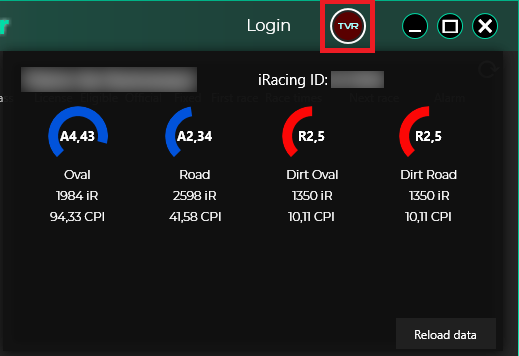 r
Login
TVR
iRacing ID:
A4,43
A2,34
R2,5
R2,5
Oval
Road
Dirt Oval
Dirt Road
1984 iR
2598 iR
1350 iR
1350 iR
94,33 CPI
41,58 CPI
10,11 CPI
10,11 CPI
Reload data